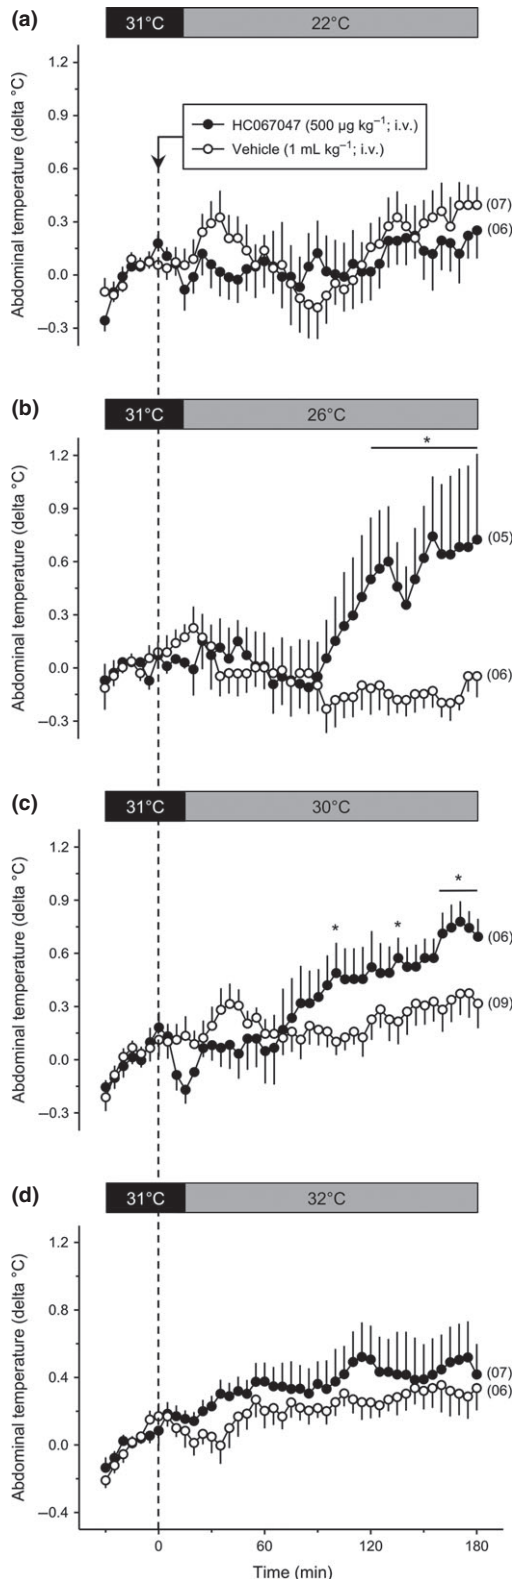 (a)
31°C 22°C
Abdominal temperature (delta °C)
1.2
0.9
0.6
0.3
0.0
–0.3
HC067047 (500 μg kg⁻¹; i.v.)
Vehicle (1 mL kg⁻¹; i.v.)
(07)
(06)
(b)
31°C 26°C
Abdominal temperature (delta °C)
1.2
0.9
0.6
0.3
0.0
–0.3
*
(05)
(06)
(c)
31°C 30°C
Abdominal temperature (delta °C)
1.2
0.9
0.6
0.3
0.0
–0.3
* * *
(06)
(09)
(d)
31°C 32°C
Abdominal temperature (delta °C)
1.2
0.8
0.4
0.0
–0.4
(07)
(06)
0 60 120 180
Time (min)